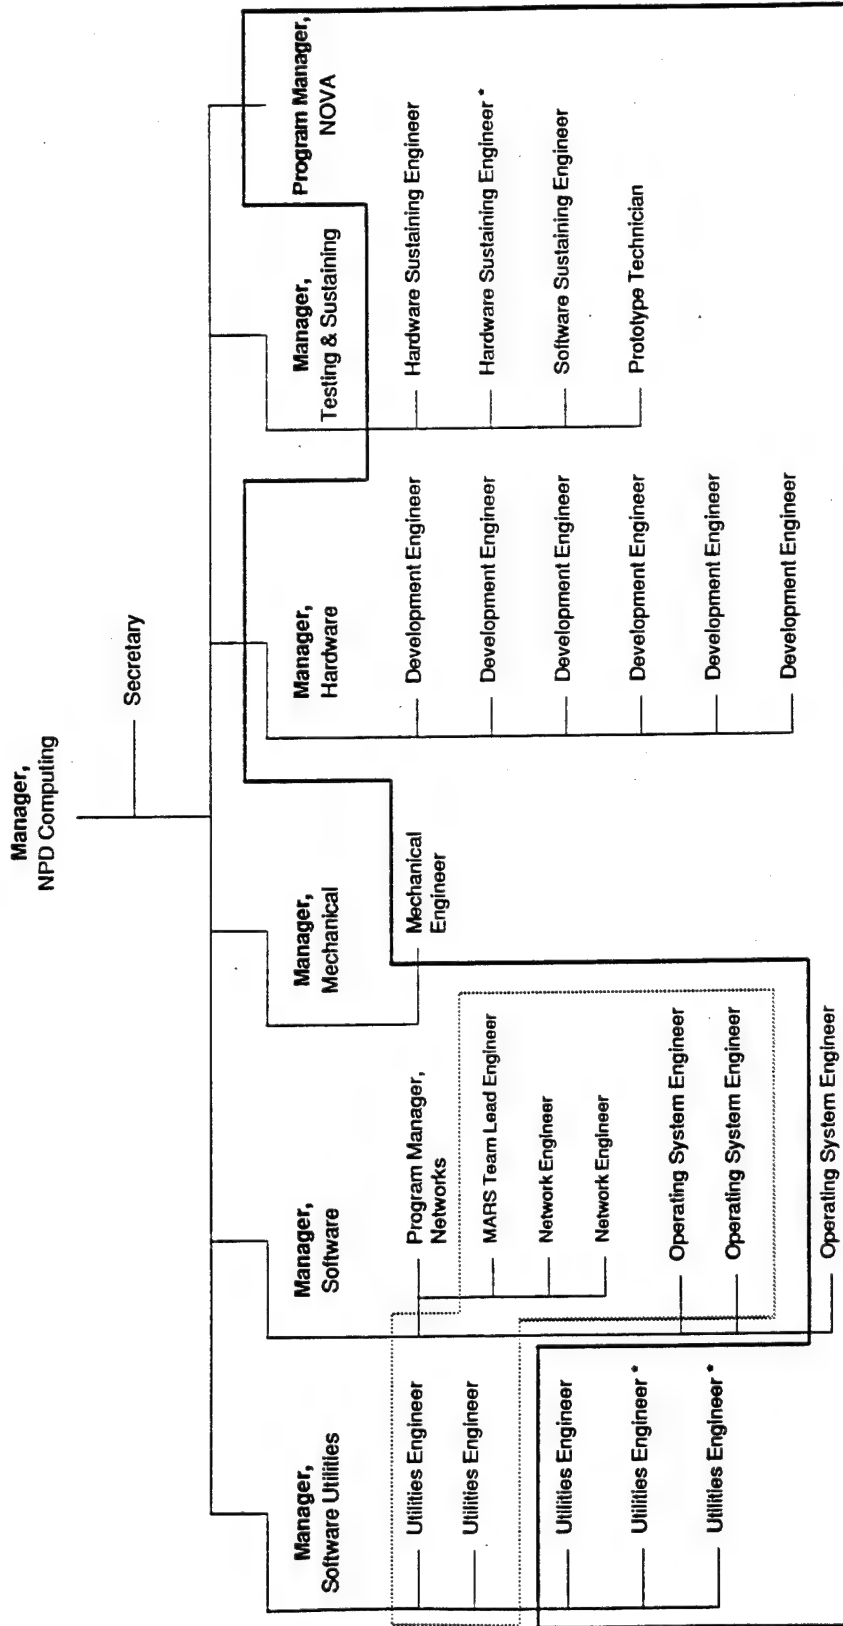 Manager,
NPD Computing
Secretary
Manager,
Software Utilities
Utilities Engineer
Utilities Engineer
Utilities Engineer
Utilities Engineer *
Utilities Engineer *
Manager,
Software
Program Manager,
Networks
MARS Team Lead Engineer
Network Engineer
Network Engineer
Operating System Engineer
Operating System Engineer
Operating System Engineer
Manager,
Mechanical
Mechanical
Engineer
Manager,
Hardware
Development Engineer
Development Engineer
Development Engineer
Development Engineer
Development Engineer
Development Engineer
Manager,
Testing & Sustaining
Hardware Sustaining Engineer
Hardware Sustaining Engineer *
Software Sustaining Engineer
Prototype Technician
Program Manager,
NOVA